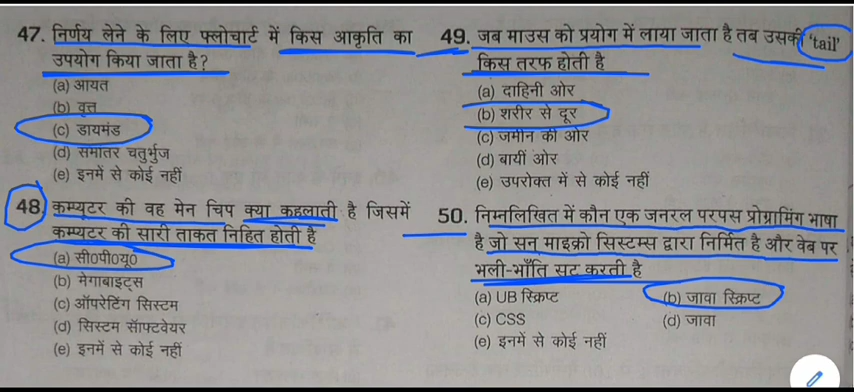 47. निर्णय लेने के लिए फ्लोचार्ट में किस आकृति का
उपयोग किया जाता है?
(a) आयत
(b) वृत्त
(c) डायमंड
(d) समांतर चतुर्भुज
(e) इनमें से कोई नहीं
48. कम्प्यूटर की वह मेन चिप क्या कहलाती है जिसमें
कम्प्यूटर की सारी ताकत निहित होती है
(a) सी0पी0यू0
(b) मेगाबाइट्स
(c) ऑपरेटिंग सिस्टम
(d) सिस्टम सॉफ्टवेयर
(e) इनमें से कोई नहीं
49. जब माउस को प्रयोग में लाया जाता है तब उसकी 'tail'
किस तरफ होती है
(a) दाहिनी ओर
(b) शरीर से दूर
(c) जमीन की ओर
(d) बायीं ओर
(e) उपरोक्त में से कोई नहीं
50. निम्नलिखित में कौन एक जनरल परपस प्रोग्रामिंग भाषा
है जो सन् माइक्रो सिस्टम्स द्वारा निर्मित है और वेब पर
भली-भाँति सूट करती है
(a) UB स्क्रिप्ट
(b) जावा स्क्रिप्ट
(c) CSS
(d) जावा
(e) इनमें से कोई नहीं